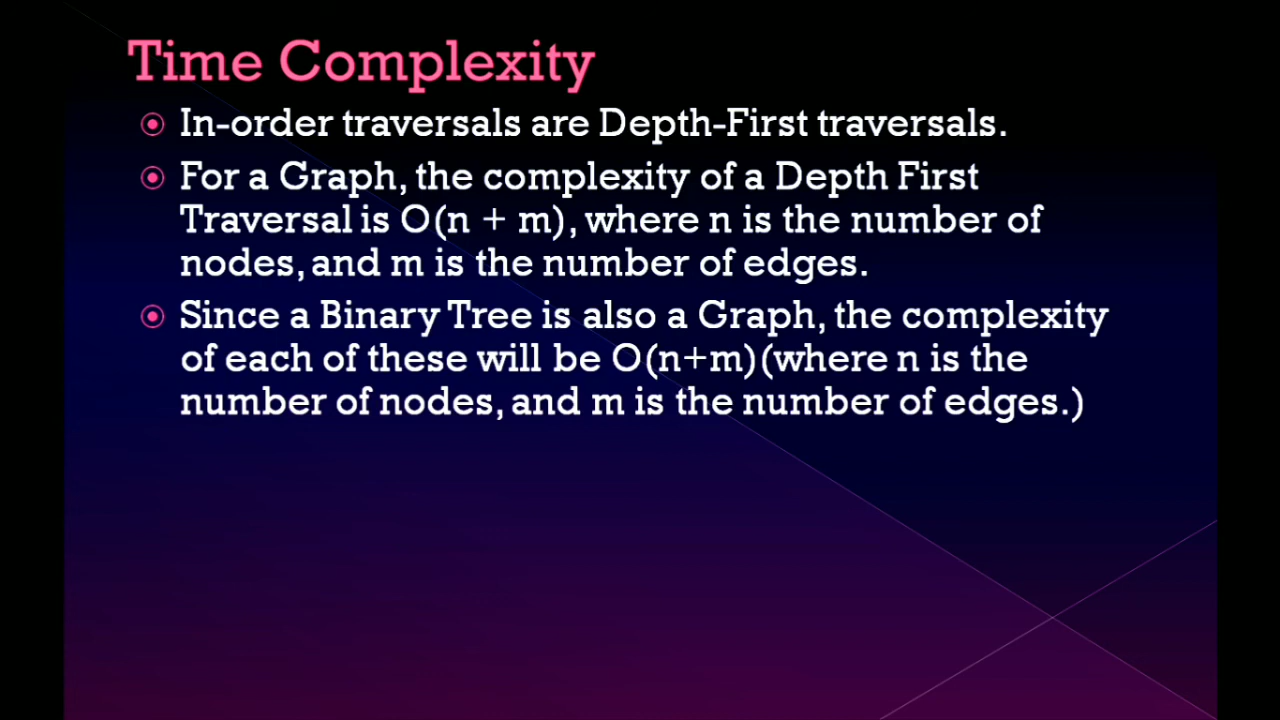 Time Complexity
In-order traversals are Depth-First traversals.
For a Graph, the complexity of a Depth First
Traversal is O(n + m), where n is the number of
nodes, and m is the number of edges.
Since a Binary Tree is also a Graph, the complexity
of each of these will be O(n+m)(where n is the
number of nodes, and m is the number of edges.)